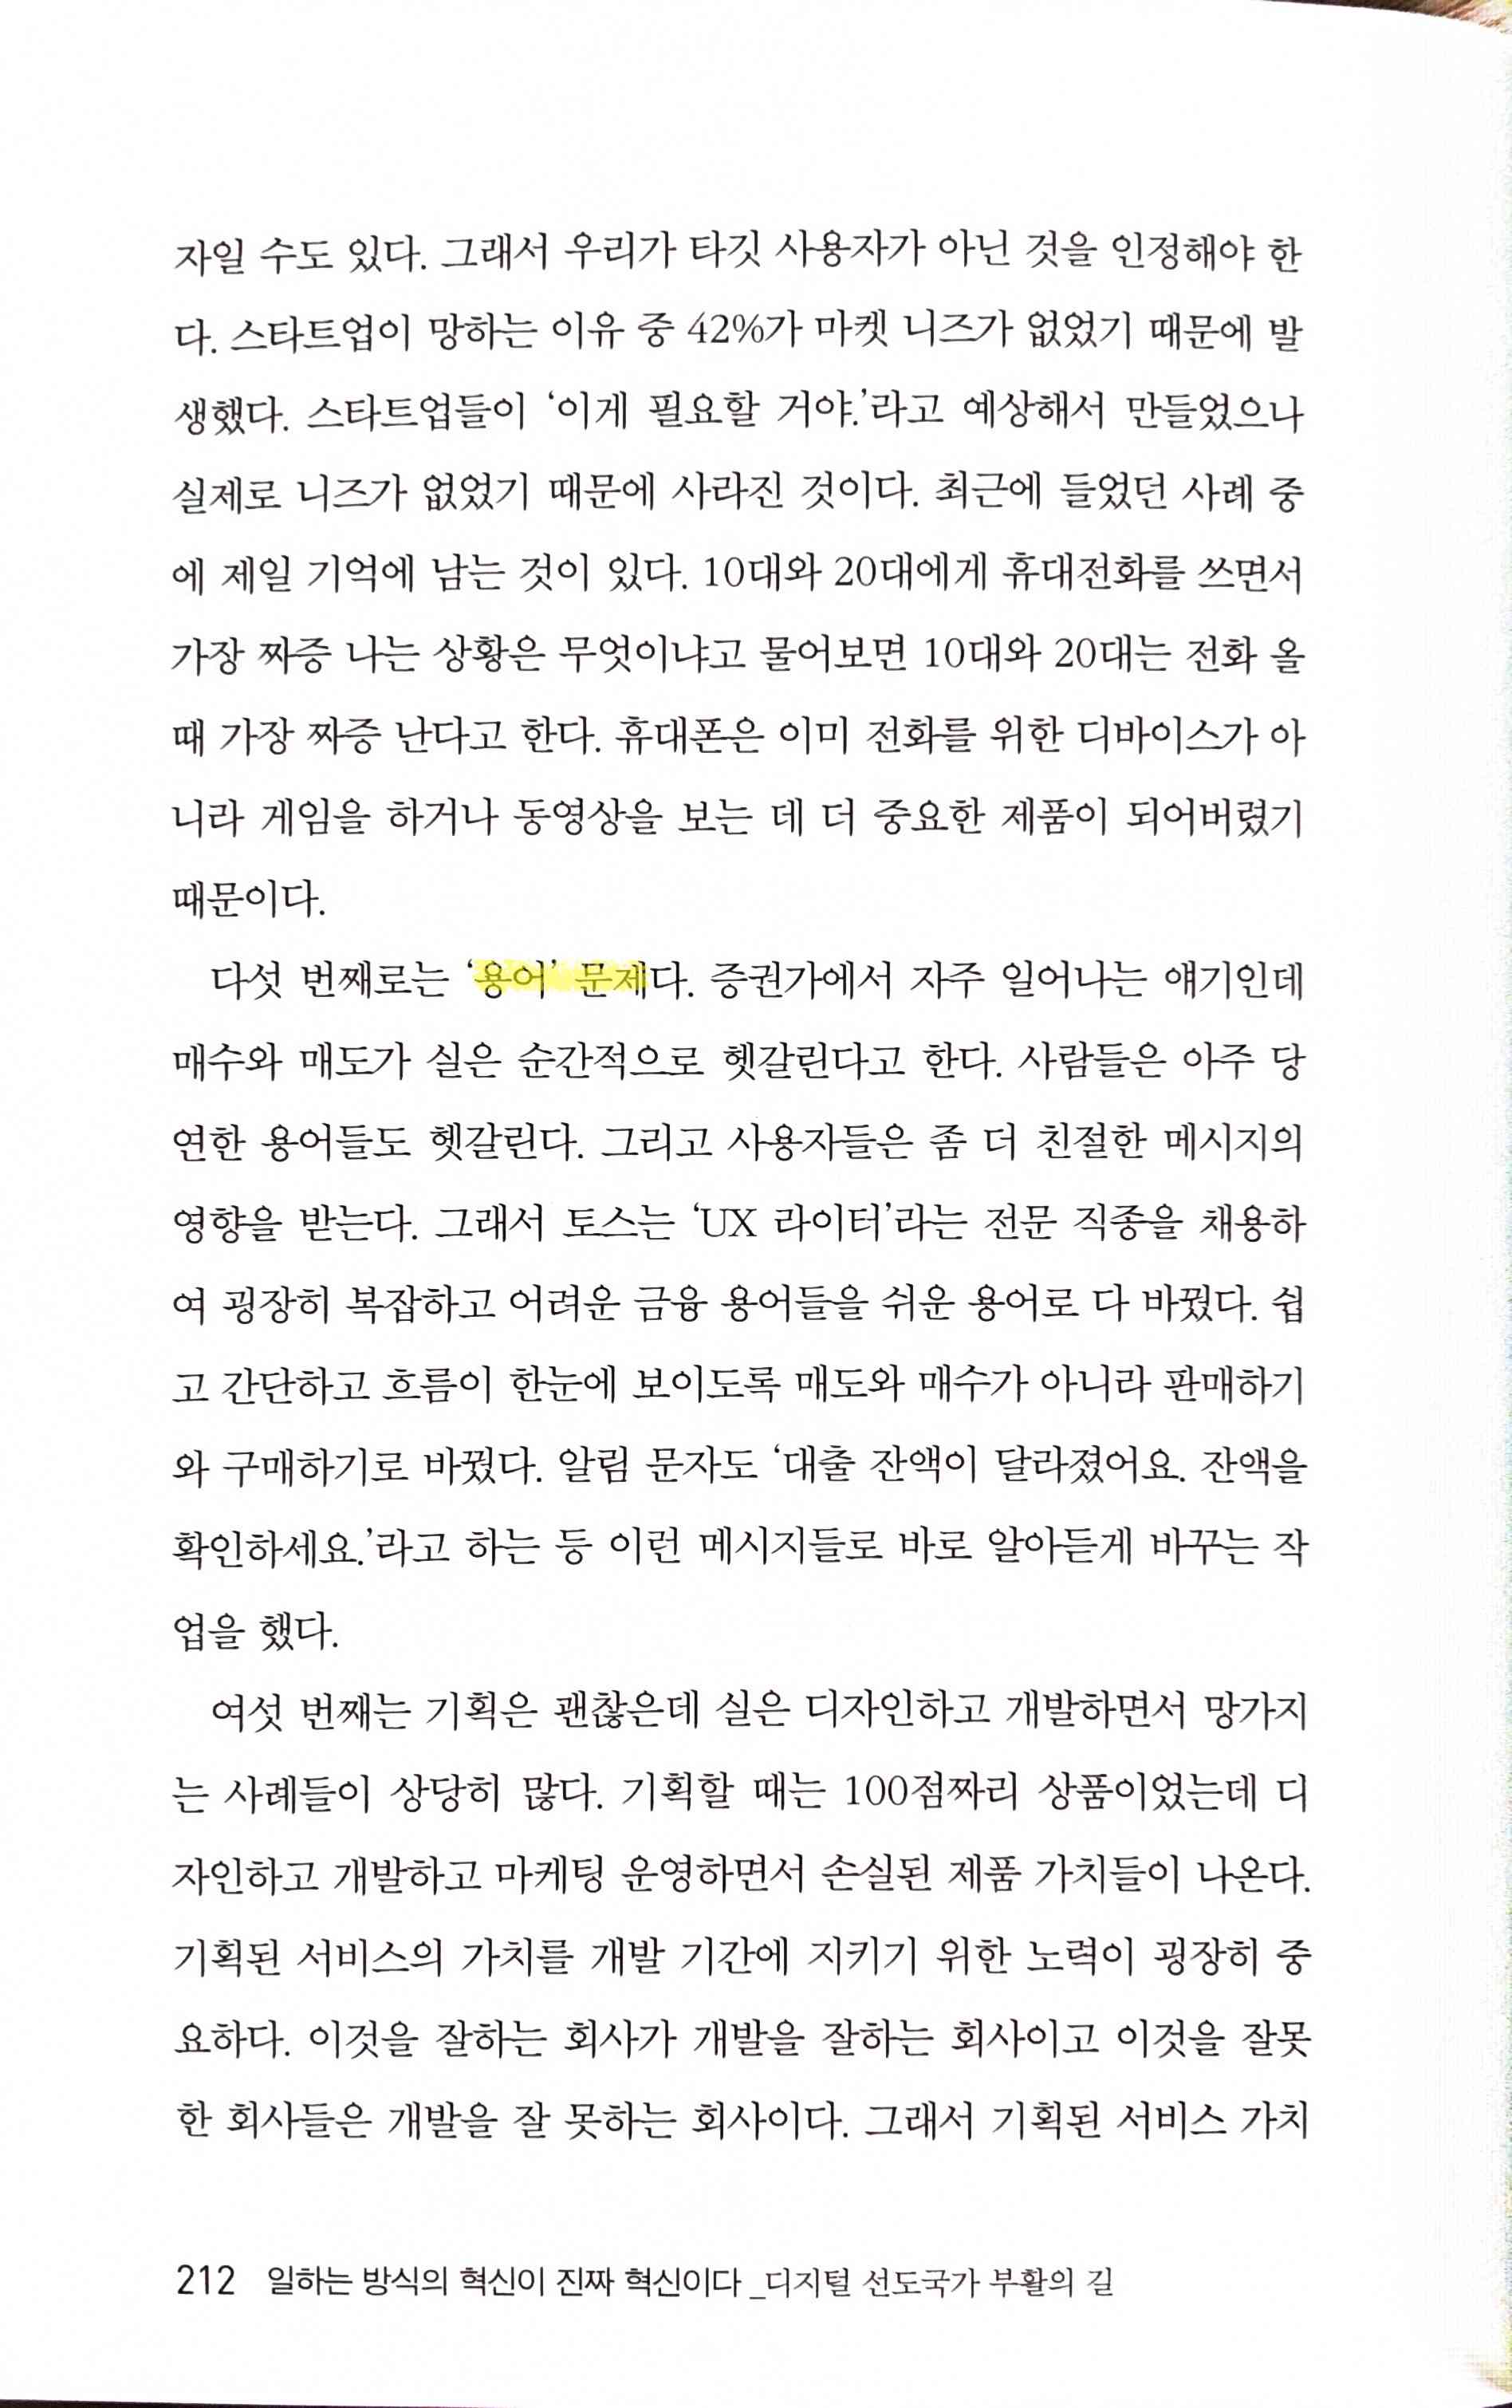 자일 수도 있다. 그래서 우리가 타깃 사용자가 아닌 것을 인정해야 한
다. 스타트업이 망하는 이유 중 42%가 마켓 니즈가 없었기 때문에 발
생했다. 스타트업들이 ‘이게 필요할 거야.’라고 예상해서 만들었으나
실제로 니즈가 없었기 때문에 사라진 것이다. 최근에 들었던 사례 중
에 제일 기억에 남는 것이 있다. 10대와 20대에게 휴대전화를 쓰면서
가장 짜증 나는 상황은 무엇이냐고 물어보면 10대와 20대는 전화 올
때 가장 짜증 난다고 한다. 휴대폰은 이미 전화를 위한 디바이스가 아
니라 게임을 하거나 동영상을 보는 데 더 중요한 제품이 되어버렸기
때문이다.
다섯 번째로는 ‘용어’ 문제다. 증권가에서 자주 일어나는 얘기인데
매수와 매도가 실은 순간적으로 헷갈린다고 한다. 사람들은 아주 당
연한 용어들도 헷갈린다. 그리고 사용자들은 좀 더 친절한 메시지의
영향을 받는다. 그래서 토스는 ‘UX 라이터’라는 전문 직종을 채용하
여 굉장히 복잡하고 어려운 금융 용어들을 쉬운 용어로 다 바꿨다. 쉽
고 간단하고 흐름이 한눈에 보이도록 매도와 매수가 아니라 판매하기
와 구매하기로 바꿨다. 알림 문자도 ‘대출 잔액이 달라졌어요. 잔액을
확인하세요.’라고 하는 등 이런 메시지들로 바로 알아듣게 바꾸는 작
업을 했다.
여섯 번째는 기획은 괜찮은데 실은 디자인하고 개발하면서 망가지
는 사례들이 상당히 많다. 기획할 때는 100점짜리 상품이었는데 디
자인하고 개발하고 마케팅 운영하면서 손실된 제품 가치들이 나온다.
기획된 서비스의 가치를 개발 기간에 지키기 위한 노력이 굉장히 중
요하다. 이것을 잘하는 회사가 개발을 잘하는 회사이고 이것을 잘못
한 회사들은 개발을 잘 못하는 회사이다. 그래서 기획된 서비스 가치
212 일하는 방식의 혁신이 진짜 혁신이다 _디지털 선도국가 부활의 길